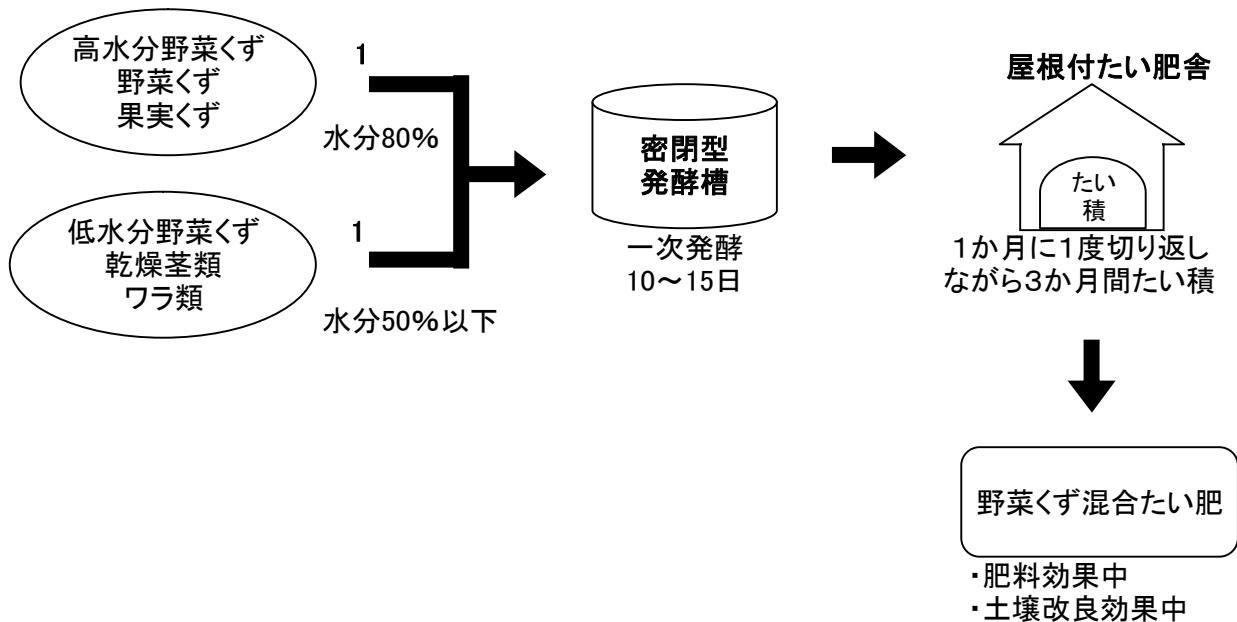 高水分野菜くず
野菜くず
果実くず
1
水分80%
低水分野菜くず
乾燥茎類
ワラ類
1
水分50%以下
密閉型
発酵槽
一次発酵
10～15日
屋根付たい肥舎
たい
積
１か月に１度切り返し
ながら３か月間たい積
野菜くず混合たい肥
・肥料効果中
・土壌改良効果中